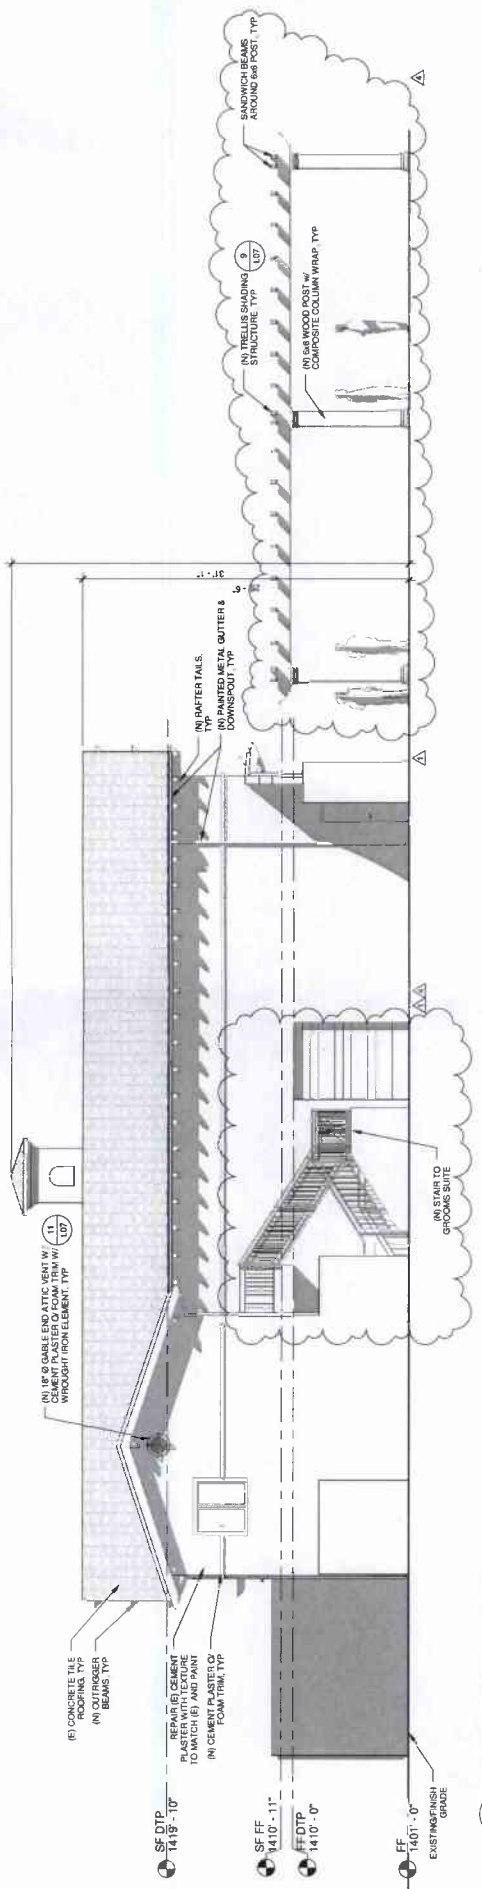 (E) CONCRETE TILE
ROOFING, TYP
(N) OUTRIGGER
BEAMS, TYP
(N) 18" Ø GABLE END ATTIC VENT W/
CEMENT PLASTER O/ FOAM TRIM W/
WROUGHT IRON ELEMENT, TYP
11
L07
REPAIR (E) CEMENT
PLASTER WITH TEXTURE
TO MATCH (E) AND PAINT
(N) CEMENT PLASTER O/
FOAM TRIM, TYP
SF DTP
1419' - 10"
SF FF
1410' - 11"
FF DTP
1410' - 0"
FF
1401' - 0"
EXISTING/FINISH
GRADE
(N) STAIR TO
GROOMS SUITE
(N) RAFTER TAILS,
TYP
(N) PAINTED METAL GUTTER &
DOWNSPOUT, TYP
31' - 1"
(N) TRELLIS SHADING
STRUCTURE, TYP
9
L07
SANDWICH BEAMS
AROUND 6x6 POST, TYP
(N) 6x6 WOOD POST w/
COMPOSITE COLUMN WRAP, TYP